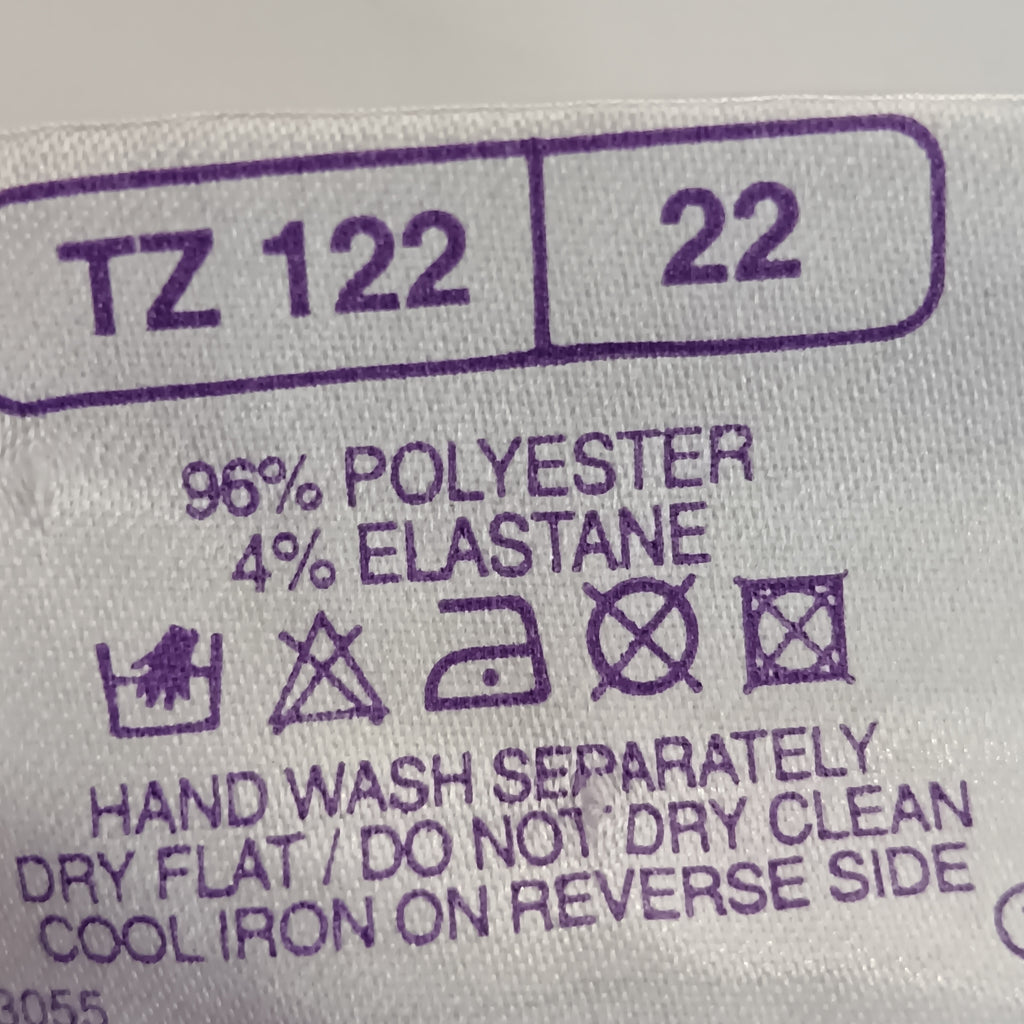 TZ 122 22
96% POLYESTER
4% ELASTANE
HAND WASH SEPARATELY
DRY FLAT / DO NOT DRY CLEAN
COOL IRON ON REVERSE SIDE
3055